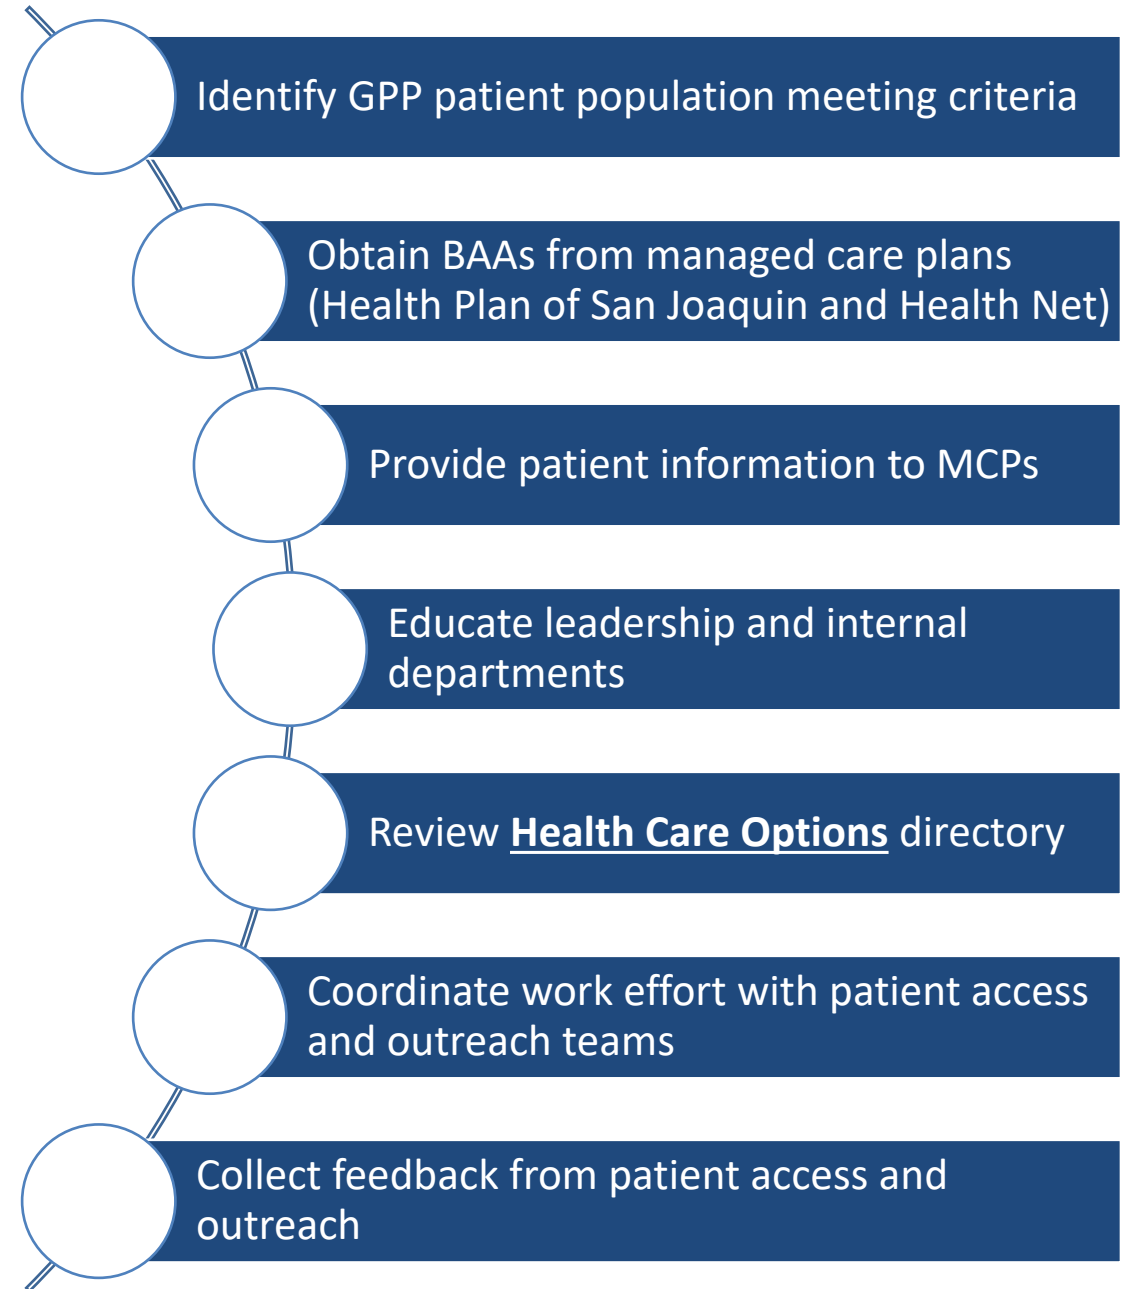 Identify GPP patient population meeting criteria
Obtain BAAs from managed care plans
(Health Plan of San Joaquin and Health Net)
Provide patient information to MCPs
Educate leadership and internal
departments
Review Health Care Options directory
Coordinate work effort with patient access
and outreach teams
Collect feedback from patient access and
outreach